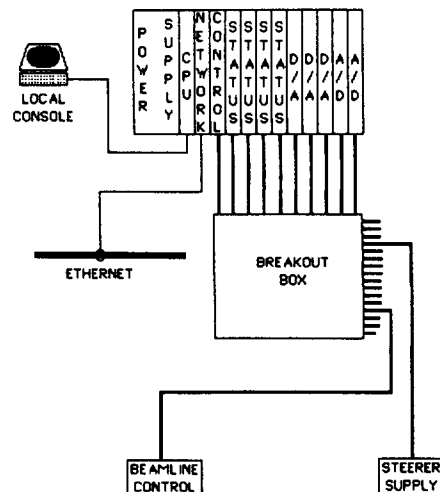 POWER
SUPPLY
CPU
NETWORK
CONTROL
STATUS
STATUS
STATUS
STATUS
D/A
D/A
D/A
A/D
A/D
LOCAL
CONSOLE
ETHERNET
BREAKOUT
BOX
BEAMLINE
CONTROL
STEERER
SUPPLY